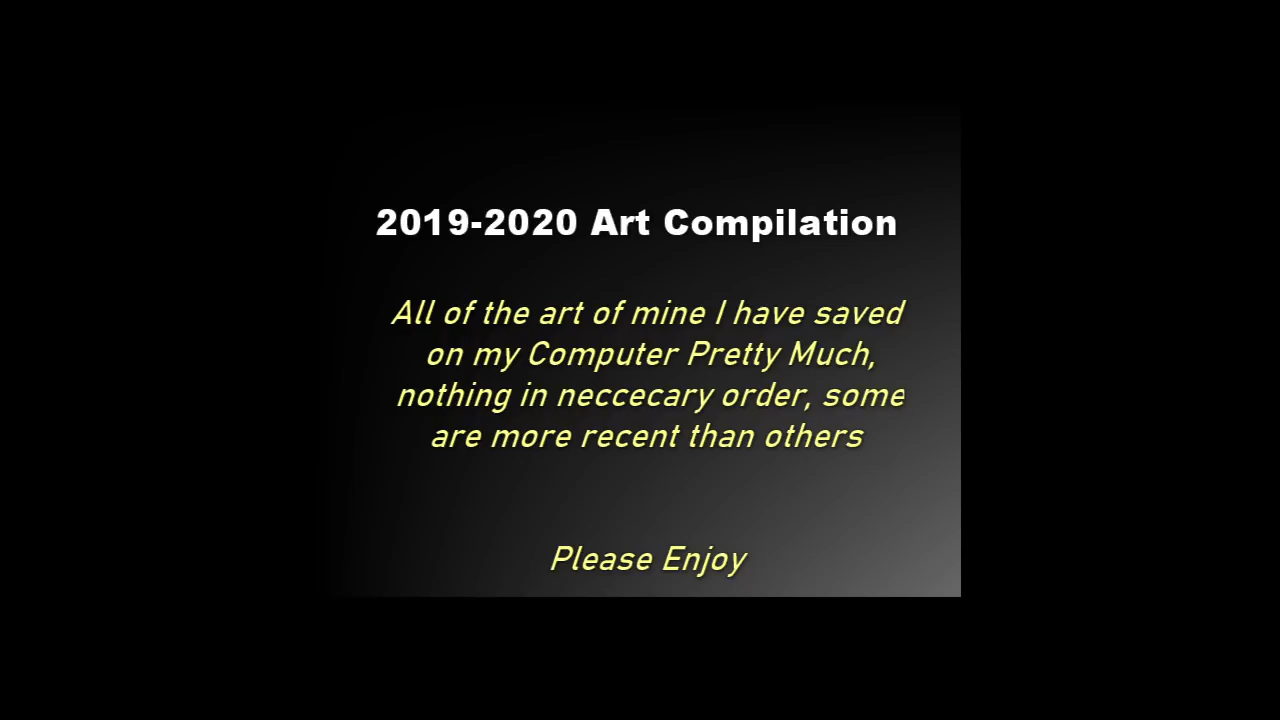 2019-2020 Art Compilation
All of the art of mine I have saved
on my Computer Pretty Much,
nothing in neccecary order, some
are more recent than others
Please Enjoy